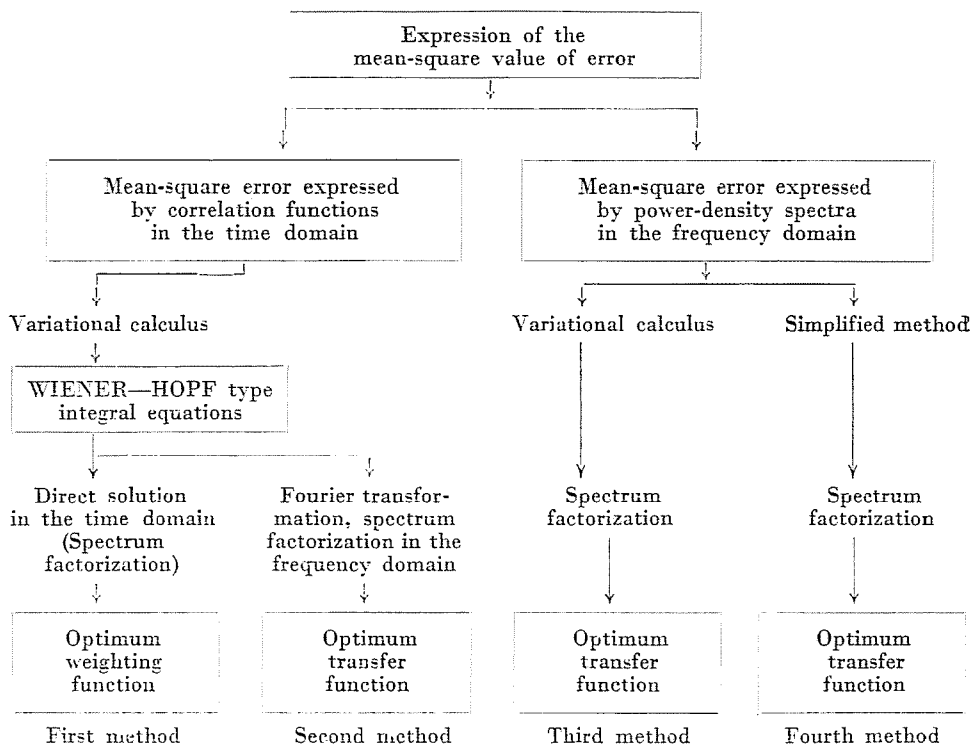 Expression of the
mean-square value of error
Mean-square error expressed
by correlation functions
in the time domain
Mean-square error expressed
by power-density spectra
in the frequency domain
Variational calculus
Variational calculus
Simplified method
WIENER—HOPF type
integral equations
Direct solution
in the time domain
(Spectrum
factorization)
Fourier transfor-
mation, spectrum
factorization in the
frequency domain
Spectrum
factorization
Spectrum
factorization
Optimum
weighting
function
Optimum
transfer
function
Optimum
transfer
function
Optimum
transfer
function
First method
Second method
Third method
Fourth method